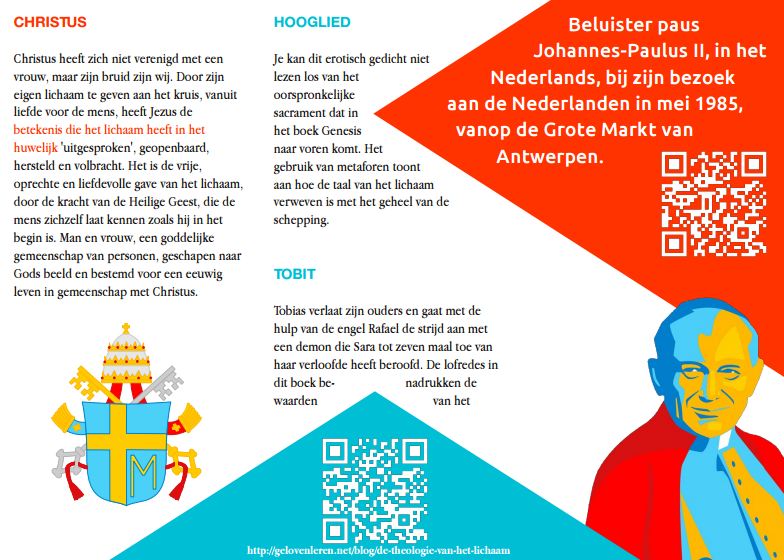 CHRISTUS
Christus heeft zich niet verenigd met een
vrouw, maar zijn bruid zijn wij. Door zijn
eigen lichaam te geven aan het kruis, vanuit
liefde voor de mens, heeft Jezus de
betekenis die het lichaam heeft in het
huwelijk 'uitgesproken', geopenbaard,
hersteld en volbracht. Het is de vrije,
oprechte en liefdevolle gave van het lichaam,
door de kracht van de Heilige Geest, die de
mens zichzelf laat kennen zoals hij in het
begin is. Man en vrouw, een goddelijke
gemeenschap van personen, geschapen naar
Gods beeld en bestemd voor een eeuwig
leven in gemeenschap met Christus.
M
HOOGLIED
Je kan dit erotisch gedicht niet
lezen los van het
oorspronkelijke
sacrament dat in
het boek Genesis
naar voren komt. Het
gebruik van metaforen toont
aan hoe de taal van het lichaam
verweven is met het geheel van de
schepping.
TOBIT
Tobias verlaat zijn ouders en gaat met de
hulp van de engel Rafael de strijd aan met
een demon die Sara tot zeven maal toe van
haar verloofde heeft beroofd. De lofredes in
dit boek be- nadrukken de
waarden van het
http://gelovenleren.net/blog/de-theologie-van-het-lichaam
Beluister paus
Johannes-Paulus II, in het
Nederlands, bij zijn bezoek
aan de Nederlanden in mei 1985,
vanop de Grote Markt van
Antwerpen.